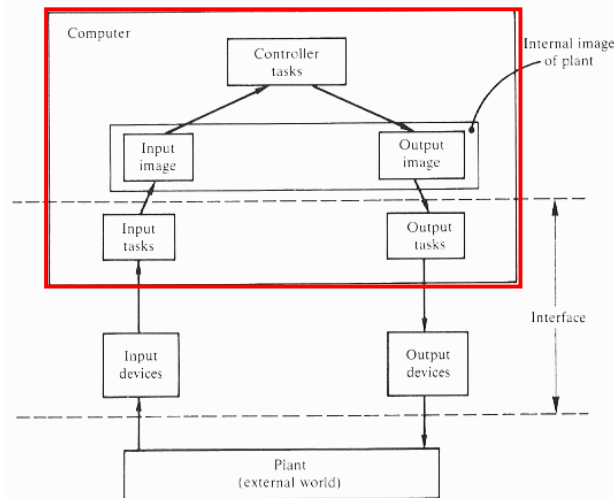 Computer
Controller
tasks
Internal image
of plant
Input
image
Output
image
Input
tasks
Output
tasks
Input
devices
Output
devices
Interface
Plant
(external world)